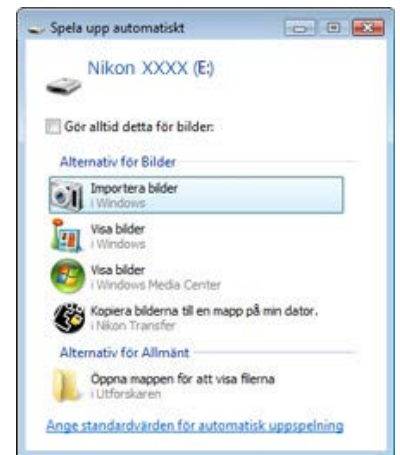 Spela upp automatiskt
Nikon XXXX (E:)
Gör alltid detta för bilder:
Alternativ för Bilder
Importera bilder
i Windows
Visa bilder
i Windows
Visa bilder
i Windows Media Center
Kopiera bilderna till en mapp på min dator.
i Nikon Transfer
Alternativ för Allmänt
Öppna mappen för att visa filerna
i Utforskaren
Ange standardvärden för automatisk uppspelning